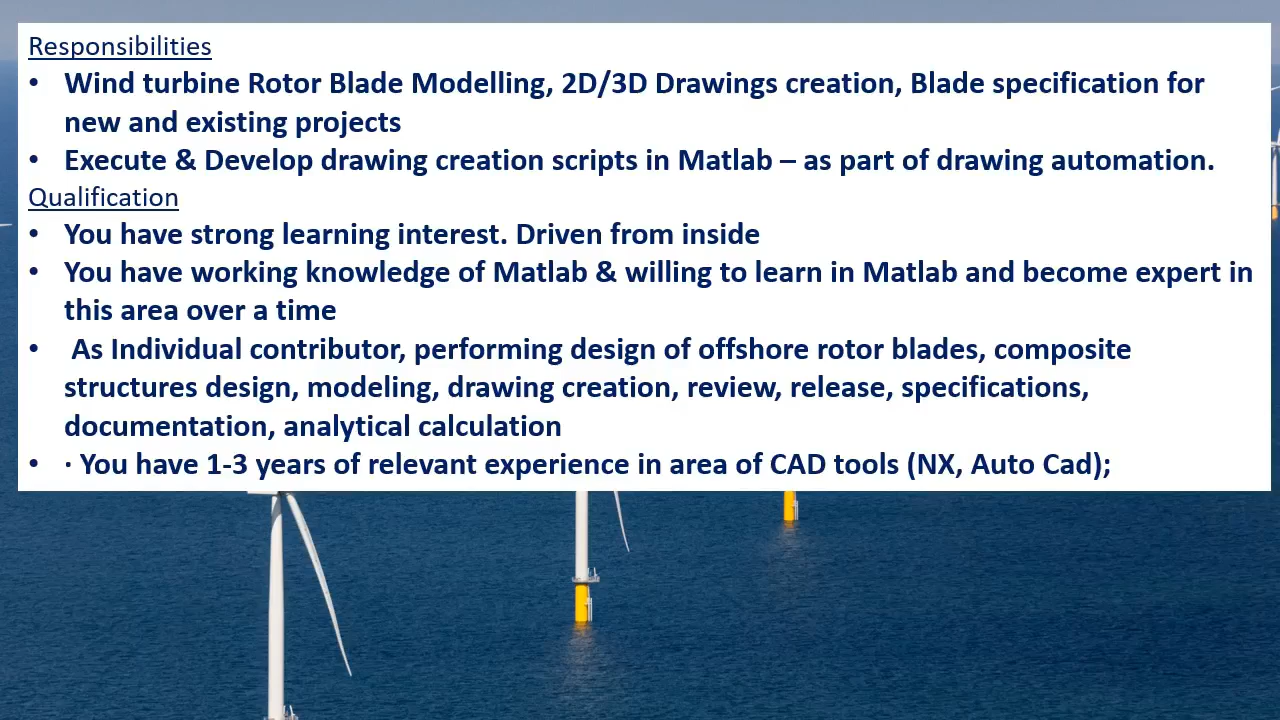 Responsibilities
• Wind turbine Rotor Blade Modelling, 2D/3D Drawings creation, Blade specification for
new and existing projects
• Execute & Develop drawing creation scripts in Matlab – as part of drawing automation.
Qualification
• You have strong learning interest. Driven from inside
• You have working knowledge of Matlab & willing to learn in Matlab and become expert in
this area over a time
• As Individual contributor, performing design of offshore rotor blades, composite
structures design, modeling, drawing creation, review, release, specifications,
documentation, analytical calculation
• · You have 1-3 years of relevant experience in area of CAD tools (NX, Auto Cad);